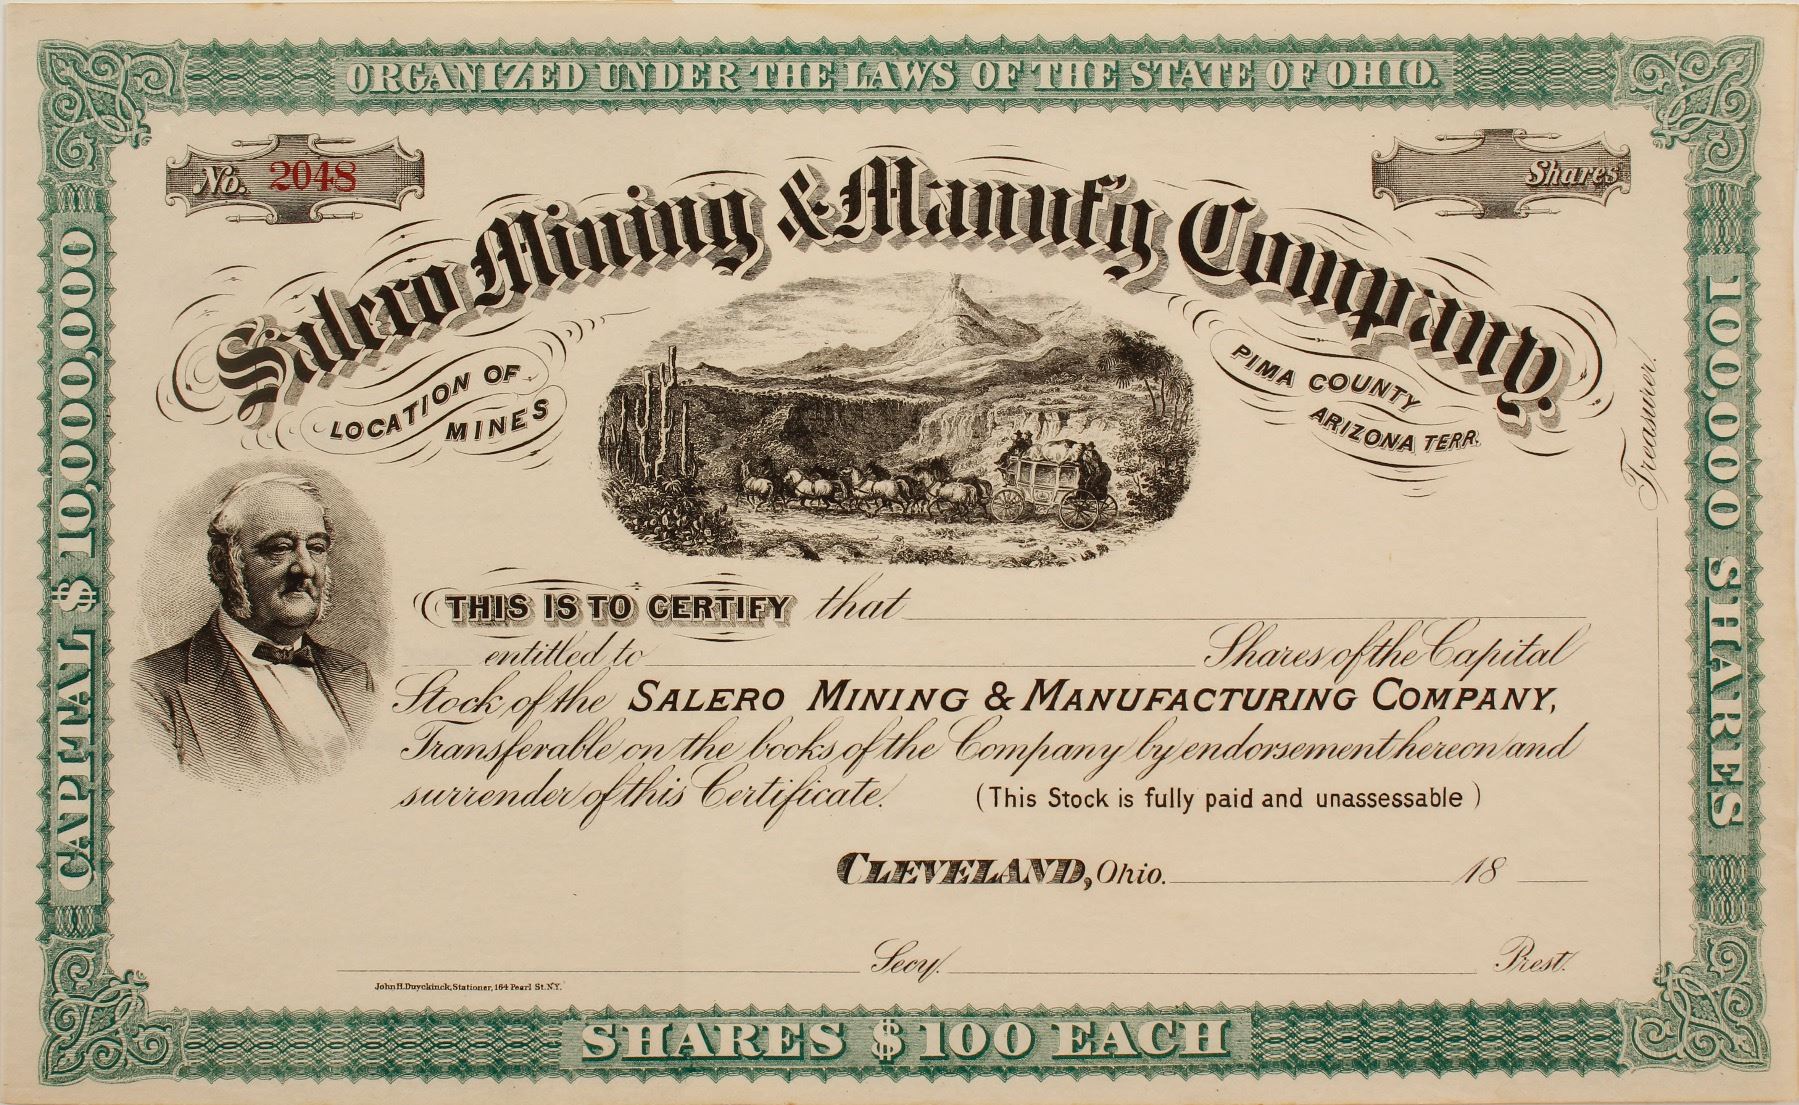 ORGANIZED UNDER THE LAWS OF THE STATE OF OHIO.
No. 2048
Shares
Salero Mining & Manuf'g Company.
LOCATION OF
MINES
PIMA COUNTY
ARIZONA TERR.
CAPITAL $10,000,000
100,000 SHARES
Treasurer.
THIS IS TO CERTIFY that
entitled to Shares of the Capital
Stock of the SALERO MINING & MANUFACTURING COMPANY,
Transferable on the books of the Company by endorsement hereon and
surrender of this Certificate. (This Stock is fully paid and unassessable)
CLEVELAND, Ohio. 18
Secy. Prest.
John H. Duyckinck, Stationer, 164 Pearl St. N.Y.
SHARES $100 EACH